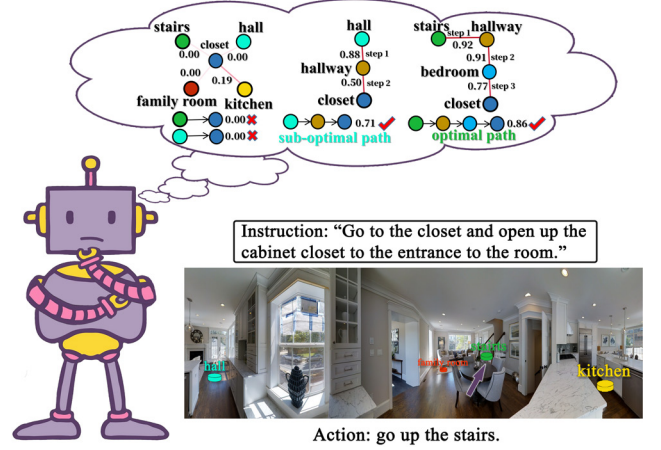 stairs
hall
closet
0.00
0.00
0.00
0.19
family room
kitchen
0.00
0.00
hall
0.88
step 1
hallway
0.50
step 2
closet
0.71
sub-optimal path
stairs
hallway
step 1
0.92
0.91
step 2
bedroom
0.77
step 3
closet
0.86
optimal path
Instruction: “Go to the closet and open up the
cabinet closet to the entrance to the room.”
hall
family room
stairs
kitchen
Action: go up the stairs.